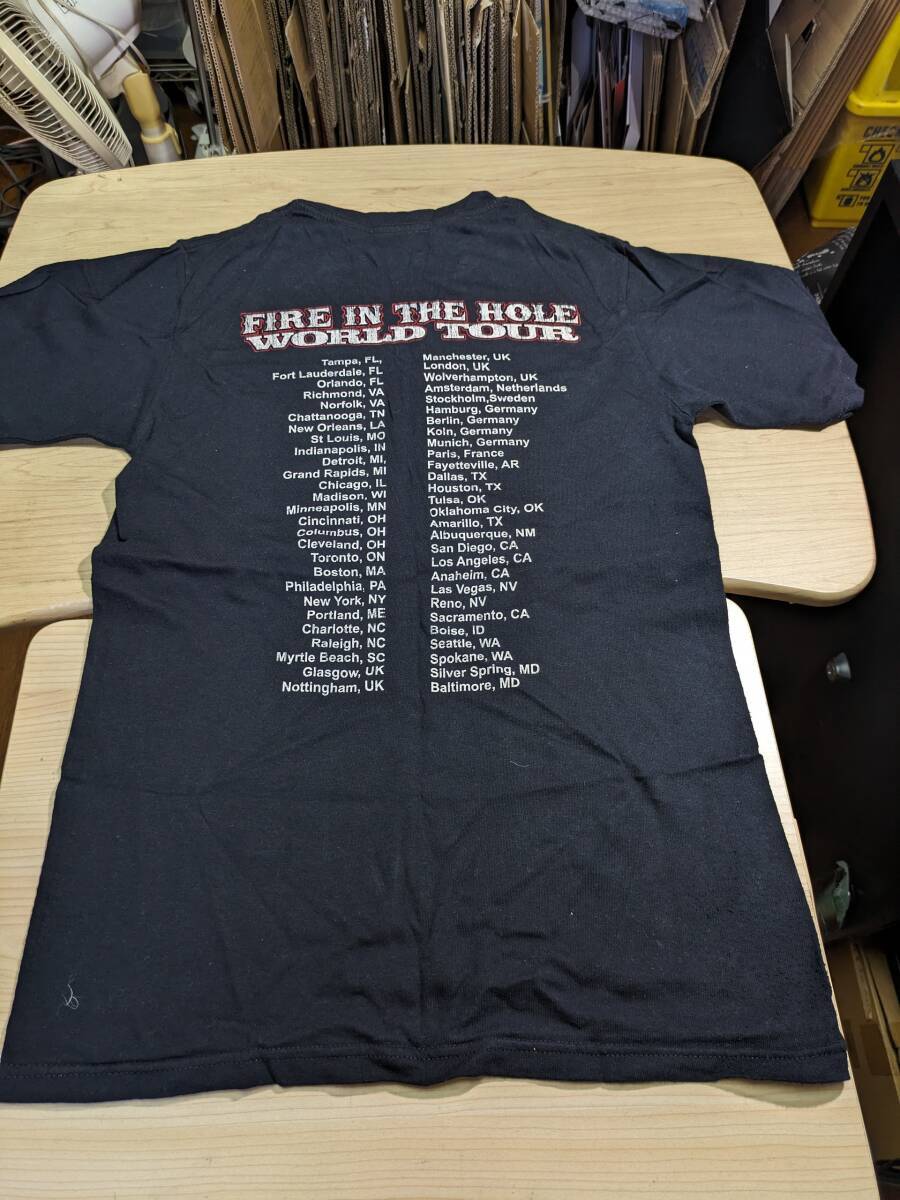 FIRE IN THE HOLE
WORLD TOUR
Tampa, FL,
Fort Lauderdale, FL
Orlando, FL
Richmond, VA
Norfolk, VA
Chattanooga, TN
New Orleans, LA
St Louis, MO
Indianapolis, IN
Detroit, MI,
Grand Rapids, MI
Chicago, IL
Madison, WI
Minneapolis, MN
Cincinnati, OH
Columbus, OH
Cleveland, OH
Toronto, ON
Boston, MA
Philadelphia, PA
New York, NY
Portland, ME
Charlotte, NC
Raleigh, NC
Myrtle Beach, SC
Glasgow, UK
Nottingham, UK
Manchester, UK
London, UK
Wolverhampton, UK
Amsterdam, Netherlands
Stockholm,Sweden
Hamburg, Germany
Berlin, Germany
Koln, Germany
Munich, Germany
Paris, France
Fayetteville, AR
Dallas, TX
Houston, TX
Tulsa, OK
Oklahoma City, OK
Amarillo, TX
Albuquerque, NM
San Diego, CA
Los Angeles, CA
Anaheim, CA
Las Vegas, NV
Reno, NV
Sacramento, CA
Boise, ID
Seattle, WA
Spokane, WA
Silver Spring, MD
Baltimore, MD
CHECK